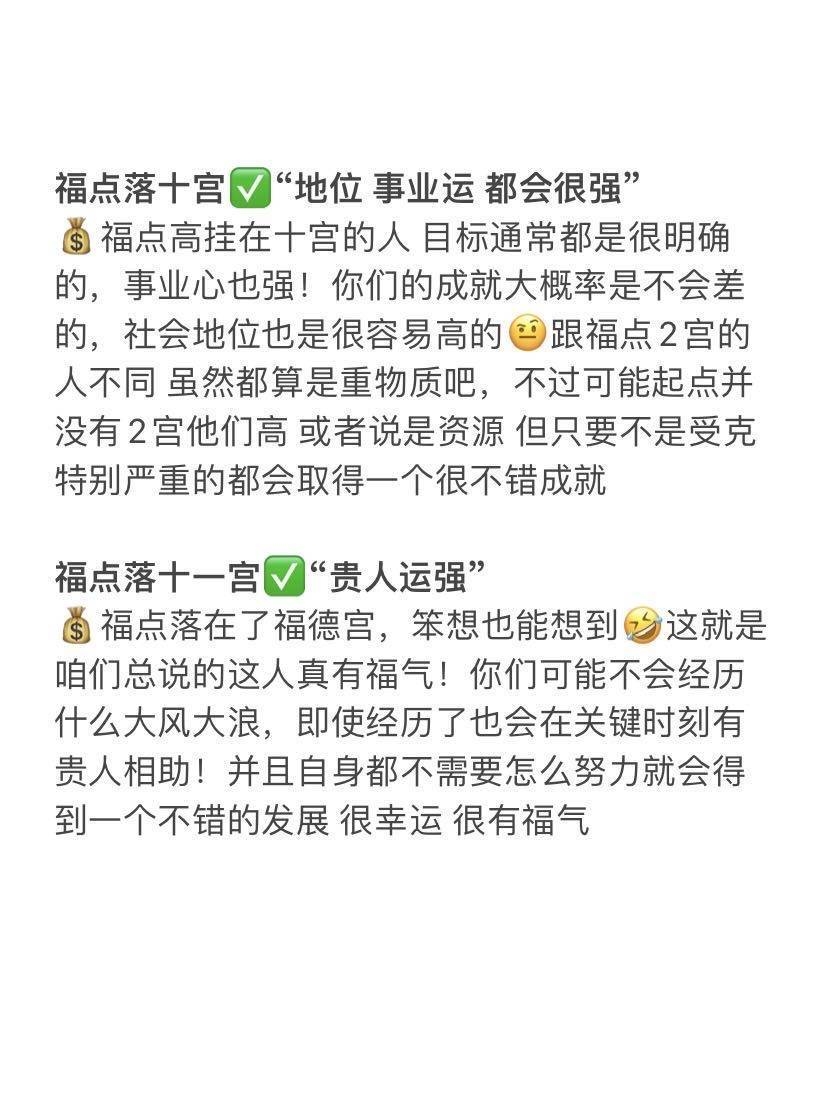 福点落十宫✅“地位 事业运 都会很强”
💰福点高挂在十宫的人 目标通常都是很明确
的，事业心也强！你们的成就大概率是不会差
的，社会地位也是很容易高的🤨跟福点2宫的
人不同 虽然都算是重物质吧，不过可能起点并
没有2宫他们高 或者说是资源 但只要不是受克
特别严重的都会取得一个很不错成就
福点落十一宫✅“贵人运强”
💰福点落在了福德宫，笨想也能想到🤣这就是
咱们总说的这人真有福气！你们可能不会经历
什么大风大浪，即使经历了也会在关键时刻有
贵人相助！并且自身都不需要怎么努力就会得
到一个不错的发展 很幸运 很有福气